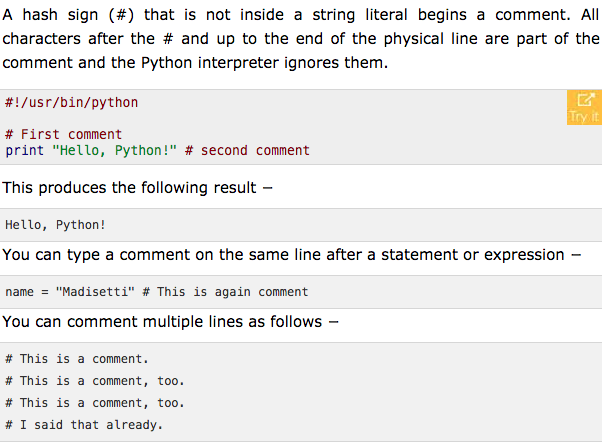 A hash sign (#) that is not inside a string literal begins a comment. All
characters after the # and up to the end of the physical line are part of the
comment and the Python interpreter ignores them.
#!/usr/bin/python
Try it
# First comment
print "Hello, Python!" # second comment
This produces the following result −
Hello, Python!
You can type a comment on the same line after a statement or expression −
name = "Madisetti" # This is again comment
You can comment multiple lines as follows −
# This is a comment.
# This is a comment, too.
# This is a comment, too.
# I said that already.